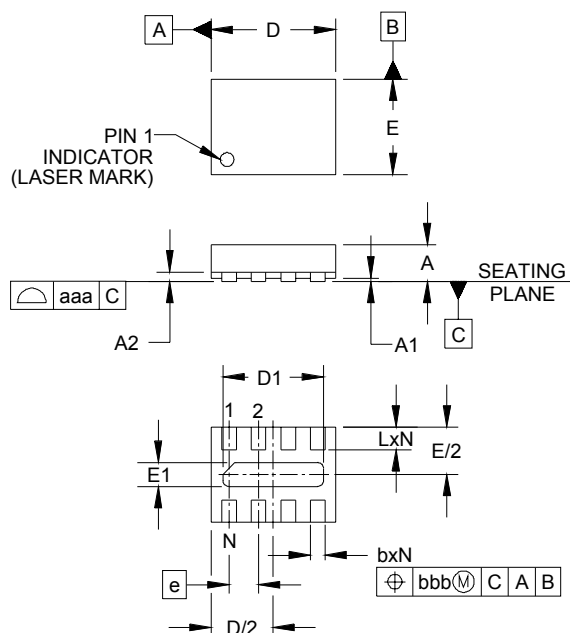 A
D
B
E
PIN 1
INDICATOR
(LASER MARK)
A
SEATING
PLANE
aaa C
C
A2
A1
D1
1 2
LxN
E/2
E1
N
bxN
e
bbb Ⓜ C A B
D/2